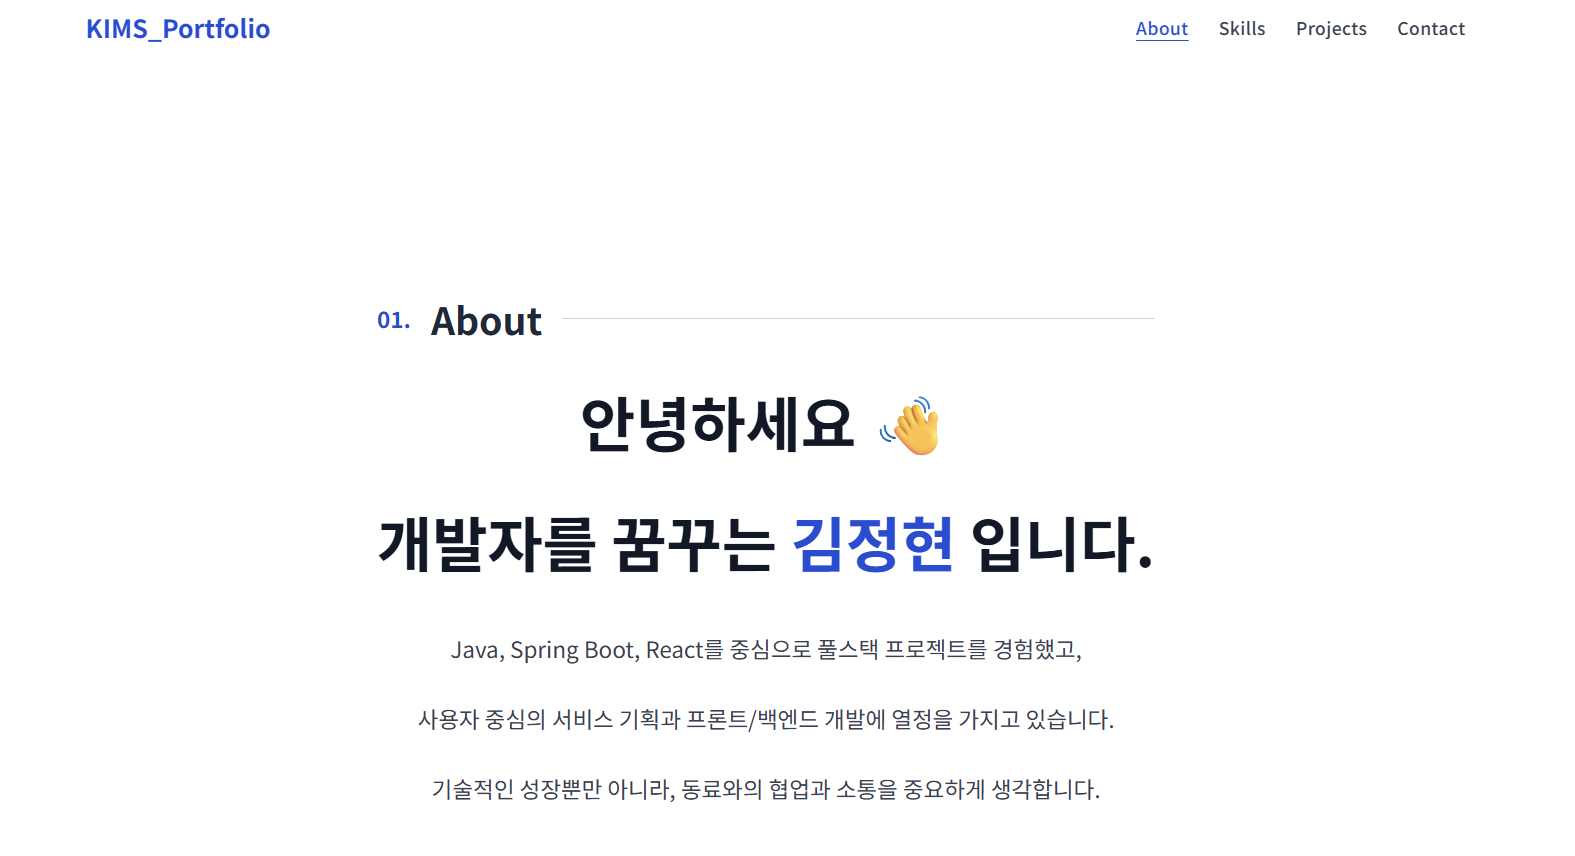 KIMS_Portfolio
About Skills Projects Contact
01. About
안녕하세요 👋
개발자를 꿈꾸는 김정현 입니다.
Java, Spring Boot, React를 중심으로 풀스택 프로젝트를 경험했고,
사용자 중심의 서비스 기획과 프론트/백엔드 개발에 열정을 가지고 있습니다.
기술적인 성장뿐만 아니라, 동료와의 협업과 소통을 중요하게 생각합니다.